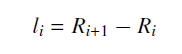 l_i = R_{i+1} − R_i